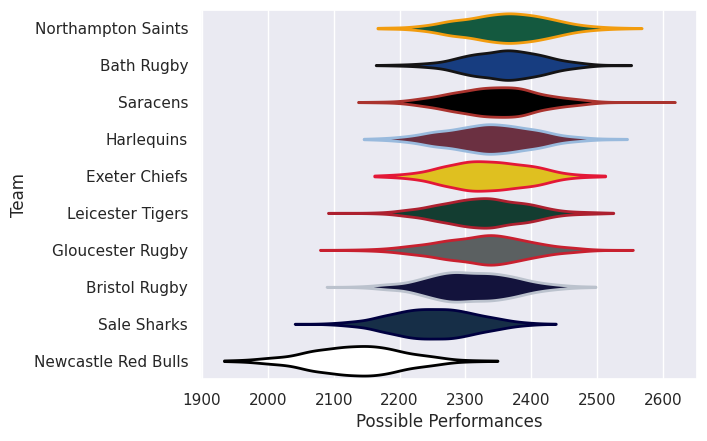 Northampton Saints
Bath Rugby
Saracens
Harlequins
Exeter Chiefs
Leicester Tigers
Gloucester Rugby
Bristol Rugby
Sale Sharks
Newcastle Red Bulls
Team
1900 2000 2100 2200 2300 2400 2500 2600
Possible Performances